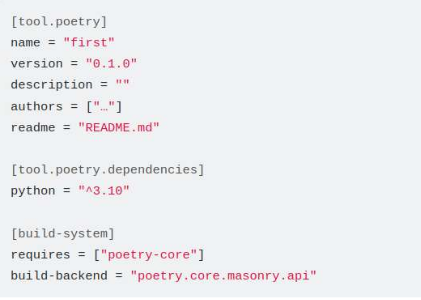 [tool.poetry]
name = "first"
version = "0.1.0"
description = ""
authors = ["…"]
readme = "README.md"
[tool.poetry.dependencies]
python = "^3.10"
[build-system]
requires = ["poetry-core"]
build-backend = "poetry.core.masonry.api"